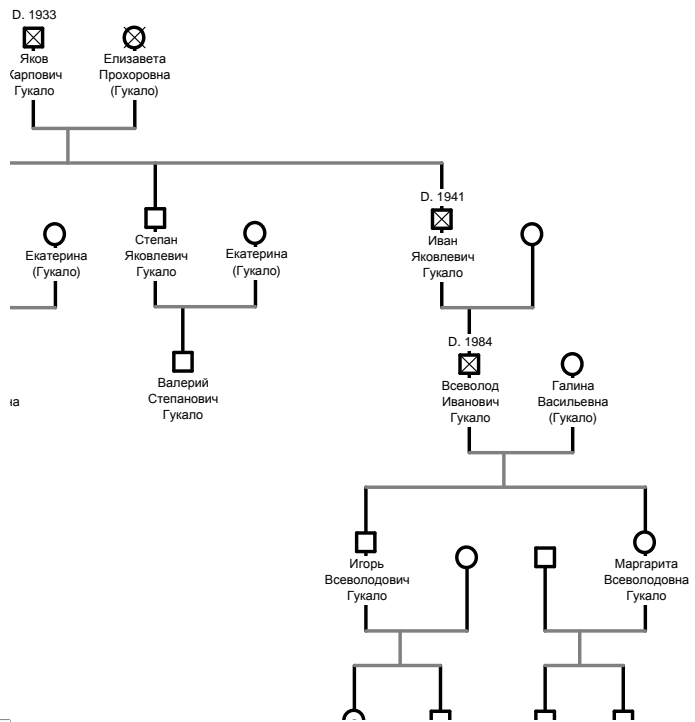 D. 1933
Яков
Карпович
Гукало
Елизавета
Прохоровна
(Гукало)
Екатерина
(Гукало)
Степан
Яковлевич
Гукало
Екатерина
(Гукало)
D. 1941
Иван
Яковлевич
Гукало
Валерий
Степанович
Гукало
на
D. 1984
Всеволод
Иванович
Гукало
Галина
Васильевна
(Гукало)
Игорь
Всеволодович
Гукало
Маргарита
Всеволодовна
Гукало